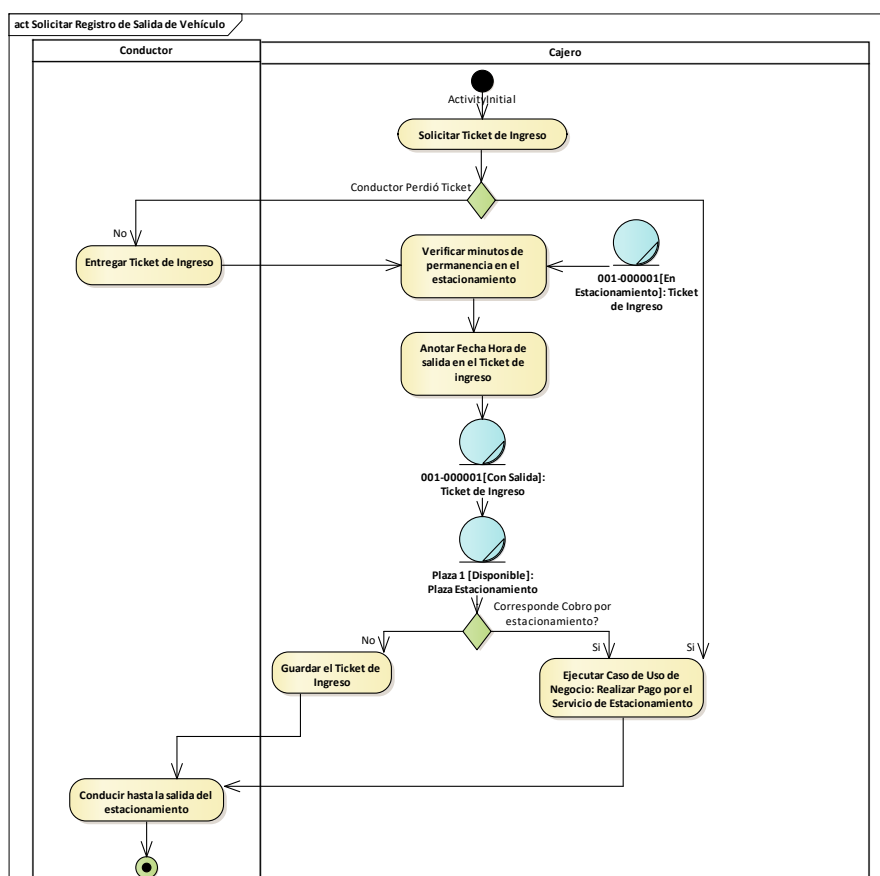 act Solicitar Registro de Salida de Vehículo
Conductor
Cajero
ActivityInitial
Solicitar Ticket de Ingreso
Conductor Perdió Ticket
No
Entregar Ticket de Ingreso
Verificar minutos de
permanencia en el
estacionamiento
001-000001[En
Estacionamiento]: Ticket
de Ingreso
Anotar Fecha Hora de
salida en el Ticket de
ingreso
001-000001[Con Salida]:
Ticket de Ingreso
Plaza 1 [Disponible]:
Plaza Estacionamiento
Corresponde Cobro por
estacionamiento?
No
Si
Si
Guardar el Ticket de
Ingreso
Ejecutar Caso de Uso de
Negocio: Realizar Pago por el
Servicio de Estacionamiento
Conducir hasta la salida del
estacionamiento